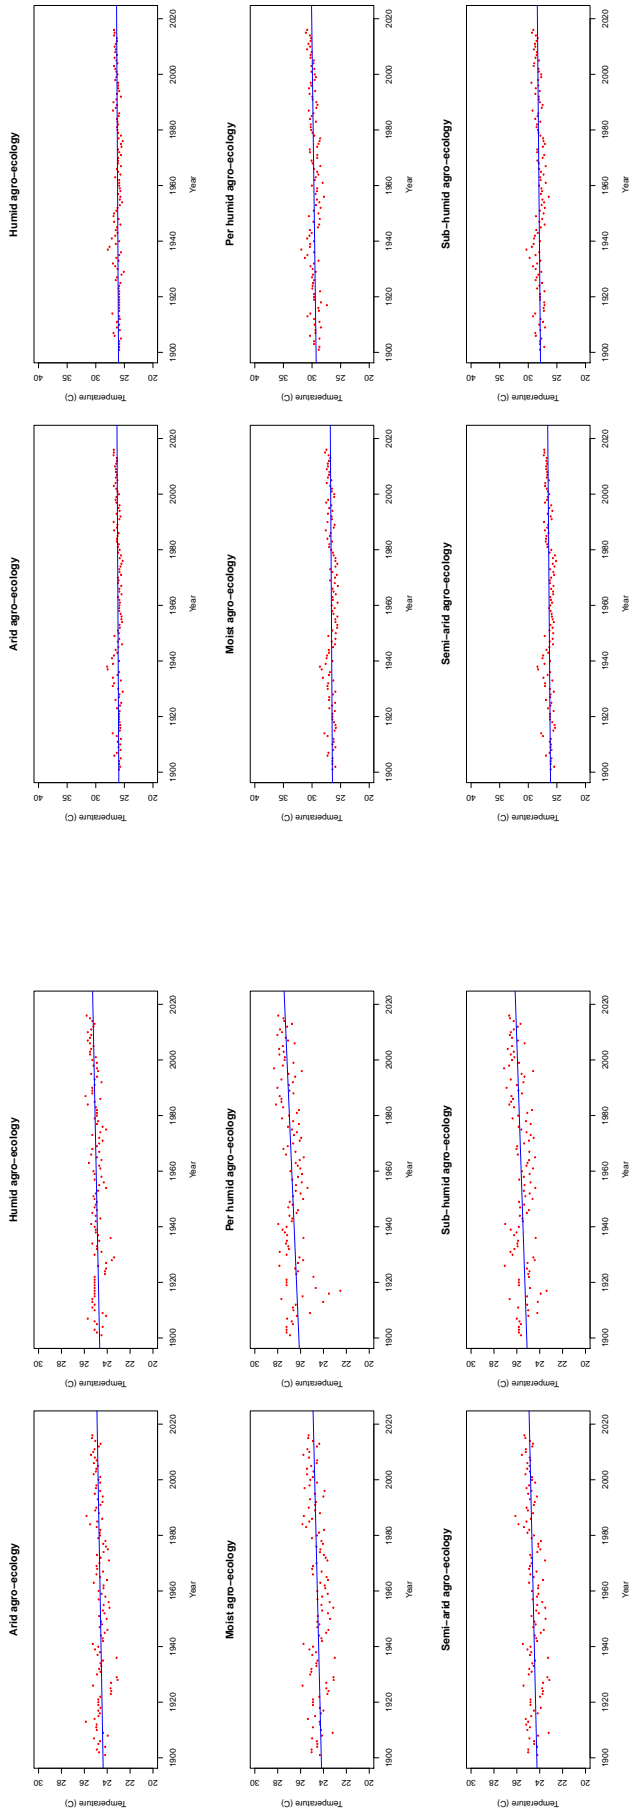 Arid agro−ecology
Temperature (C)
30
28
26
24
22
20
1900 1920 1940 1960 1980 2000 2020
Year
Humid agro−ecology
Temperature (C)
30
28
26
24
22
20
1900 1920 1940 1960 1980 2000 2020
Year
Arid agro−ecology
Temperature (C)
40
35
30
25
20
1900 1920 1940 1960 1980 2000 2020
Year
Humid agro−ecology
Temperature (C)
40
35
30
25
20
1900 1920 1940 1960 1980 2000 2020
Year
Moist agro−ecology
Temperature (C)
30
28
26
24
22
20
1900 1920 1940 1960 1980 2000 2020
Year
Per humid agro−ecology
Temperature (C)
30
28
26
24
22
20
1900 1920 1940 1960 1980 2000 2020
Year
Moist agro−ecology
Temperature (C)
40
35
30
25
20
1900 1920 1940 1960 1980 2000 2020
Year
Per humid agro−ecology
Temperature (C)
40
35
30
25
20
1900 1920 1940 1960 1980 2000 2020
Year
Semi−arid agro−ecology
Temperature (C)
30
28
26
24
22
20
1900 1920 1940 1960 1980 2000 2020
Year
Sub−humid agro−ecology
Temperature (C)
30
28
26
24
22
20
1900 1920 1940 1960 1980 2000 2020
Year
Semi−arid agro−ecology
Temperature (C)
40
35
30
25
20
1900 1920 1940 1960 1980 2000 2020
Year
Sub−humid agro−ecology
Temperature (C)
40
35
30
25
20
1900 1920 1940 1960 1980 2000 2020
Year